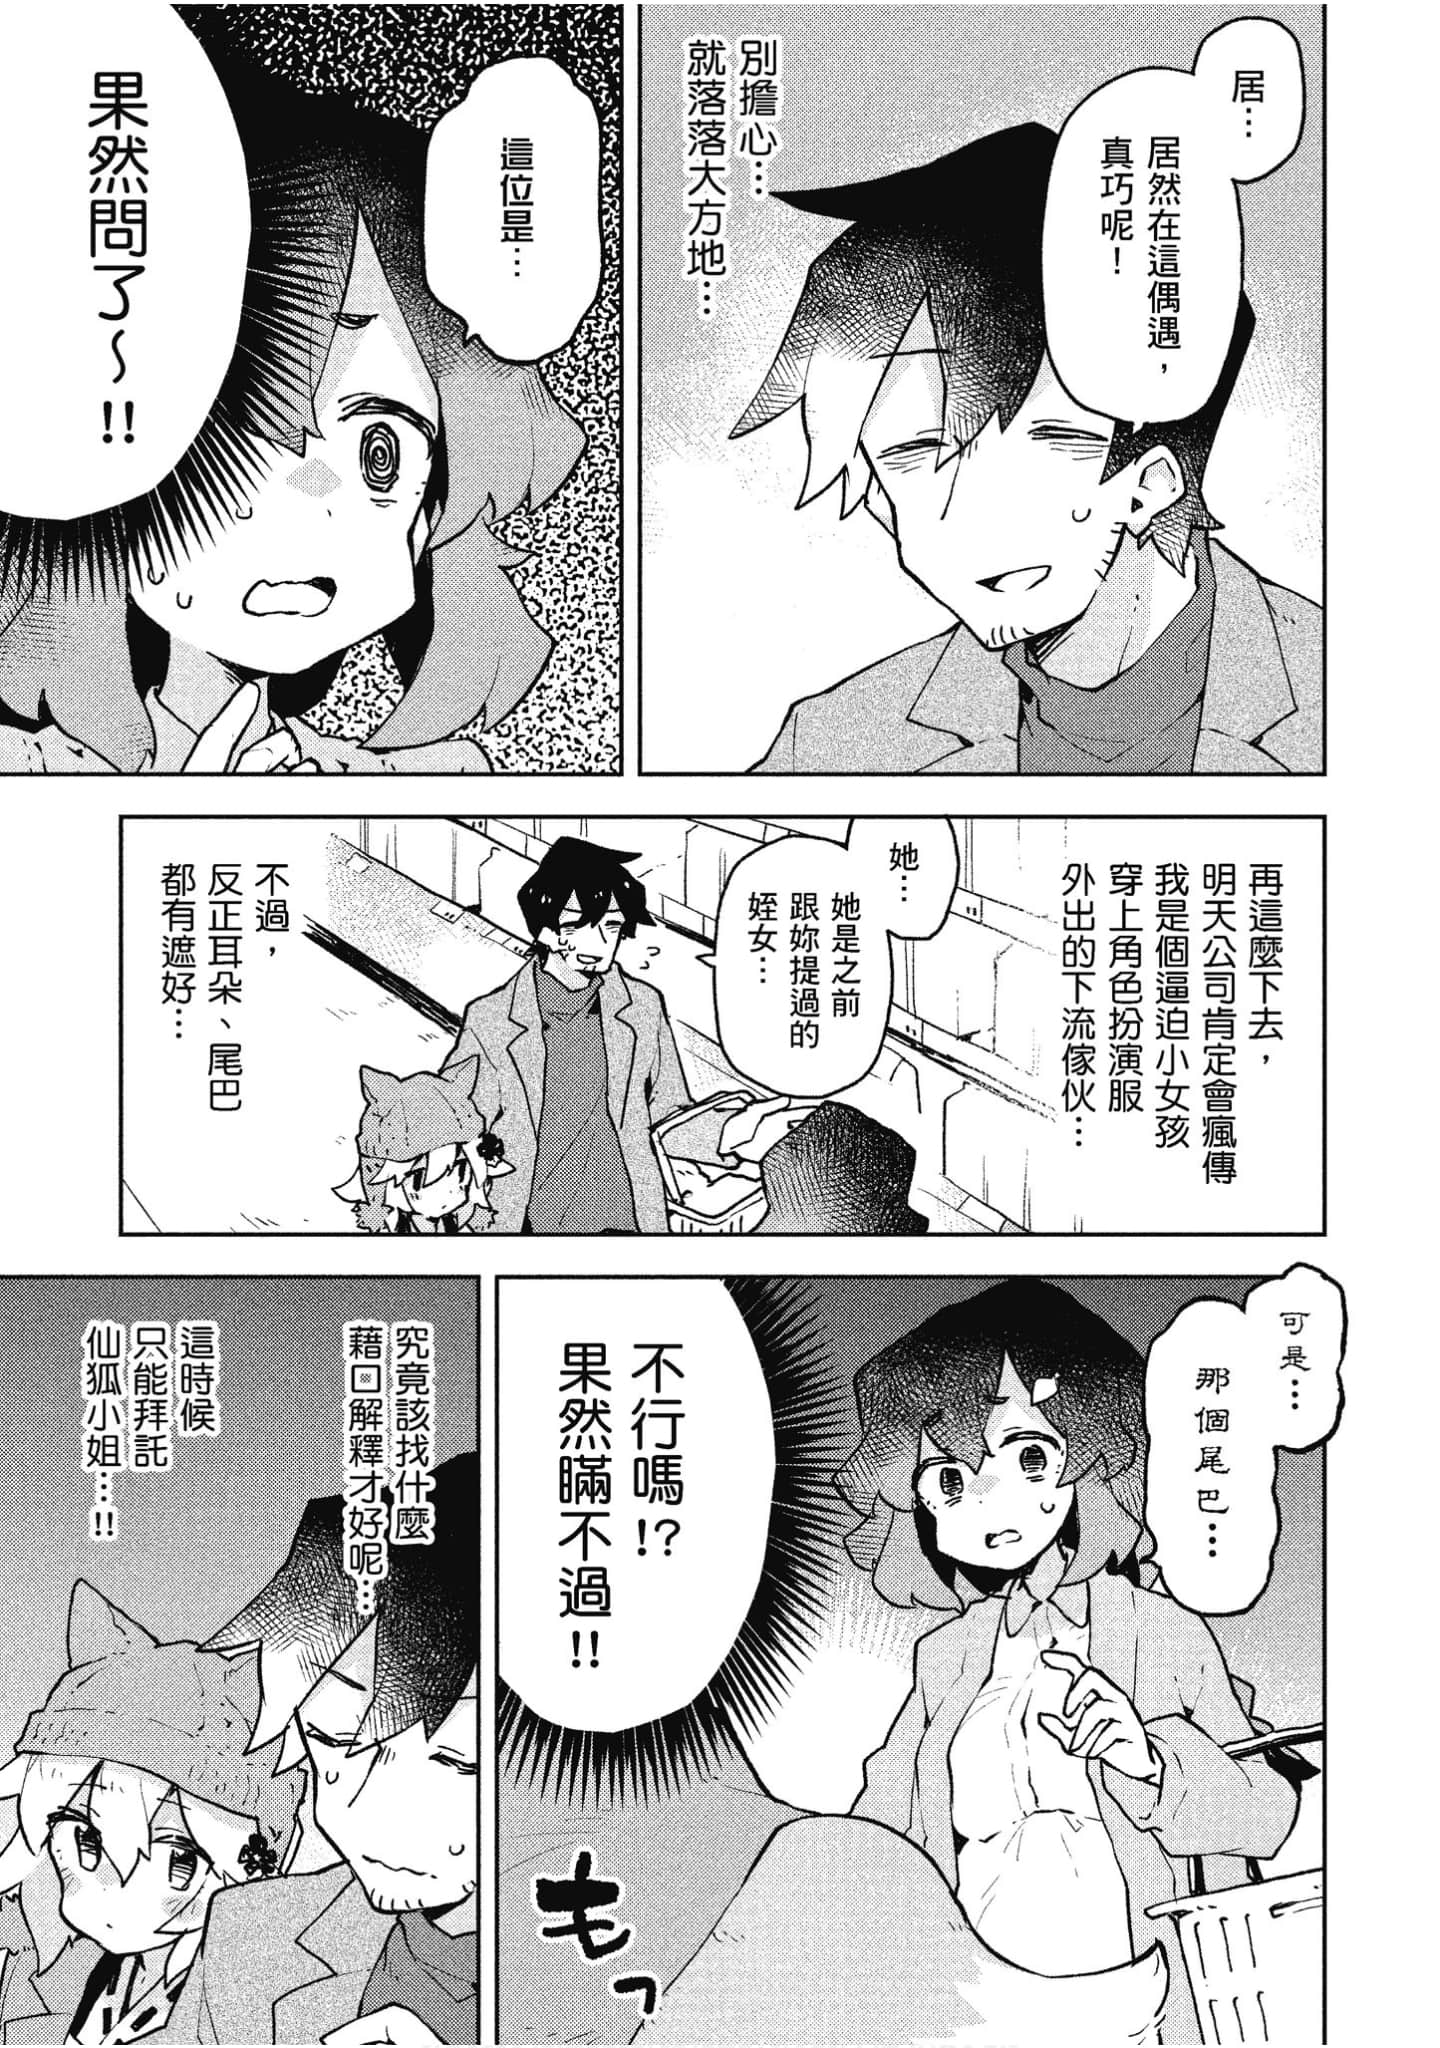 居…
居然在這偶遇，
真巧呢！
別擔心…
就落落大方地…
這位是…
果然問了～!!
再這麼下去，
明天公司肯定會瘋傳
我是個逼迫小女孩
穿上角色扮演服
外出的下流傢伙…
她…
她是之前
跟妳提過的
姪女…
不過，
反正耳朵、尾巴
都有遮好…
可是…
那個尾巴…
不行嗎!?
果然瞞不過!!
もっ
究竟該找什麼
藉口解釋才好呢…
這時候
只能拜託
仙狐小姐…!!